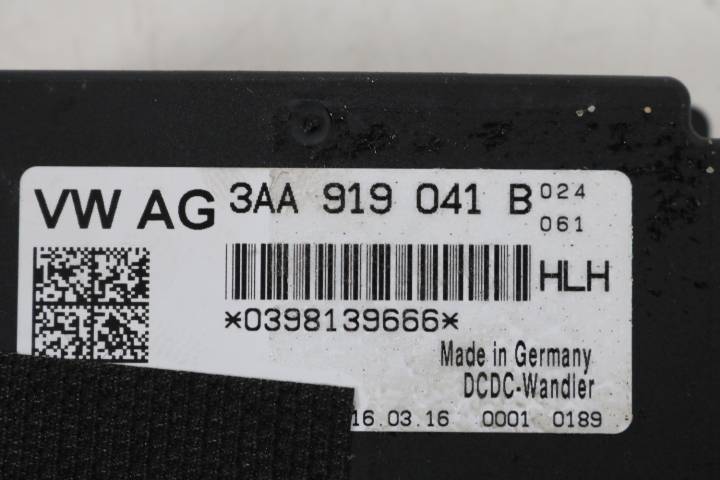 VW AG 3AA 919 041 B 024
061
HLH
*0398139666*
Made in Germany
DCDC-Wandler
16.03.16 0001 0189